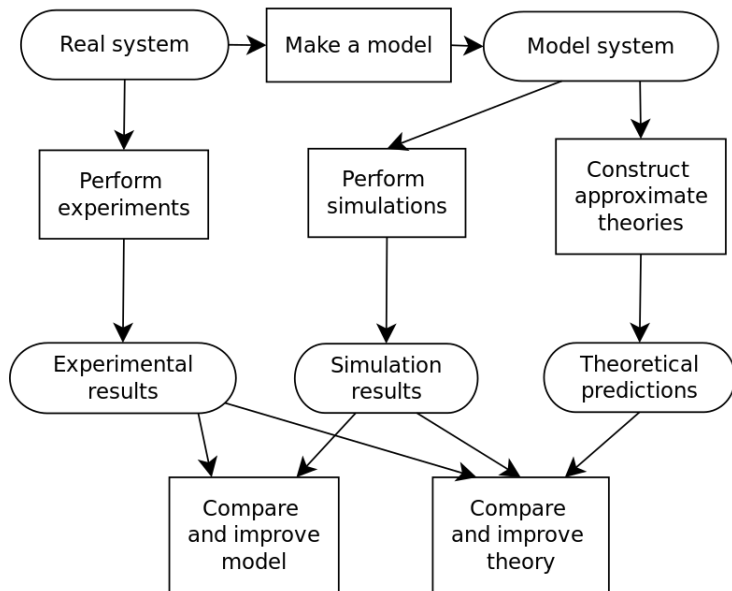 Real system
Make a model
Model system
Perform
experiments
Perform
simulations
Construct
approximate
theories
Experimental
results
Simulation
results
Theoretical
predictions
Compare
and improve
model
Compare
and improve
theory